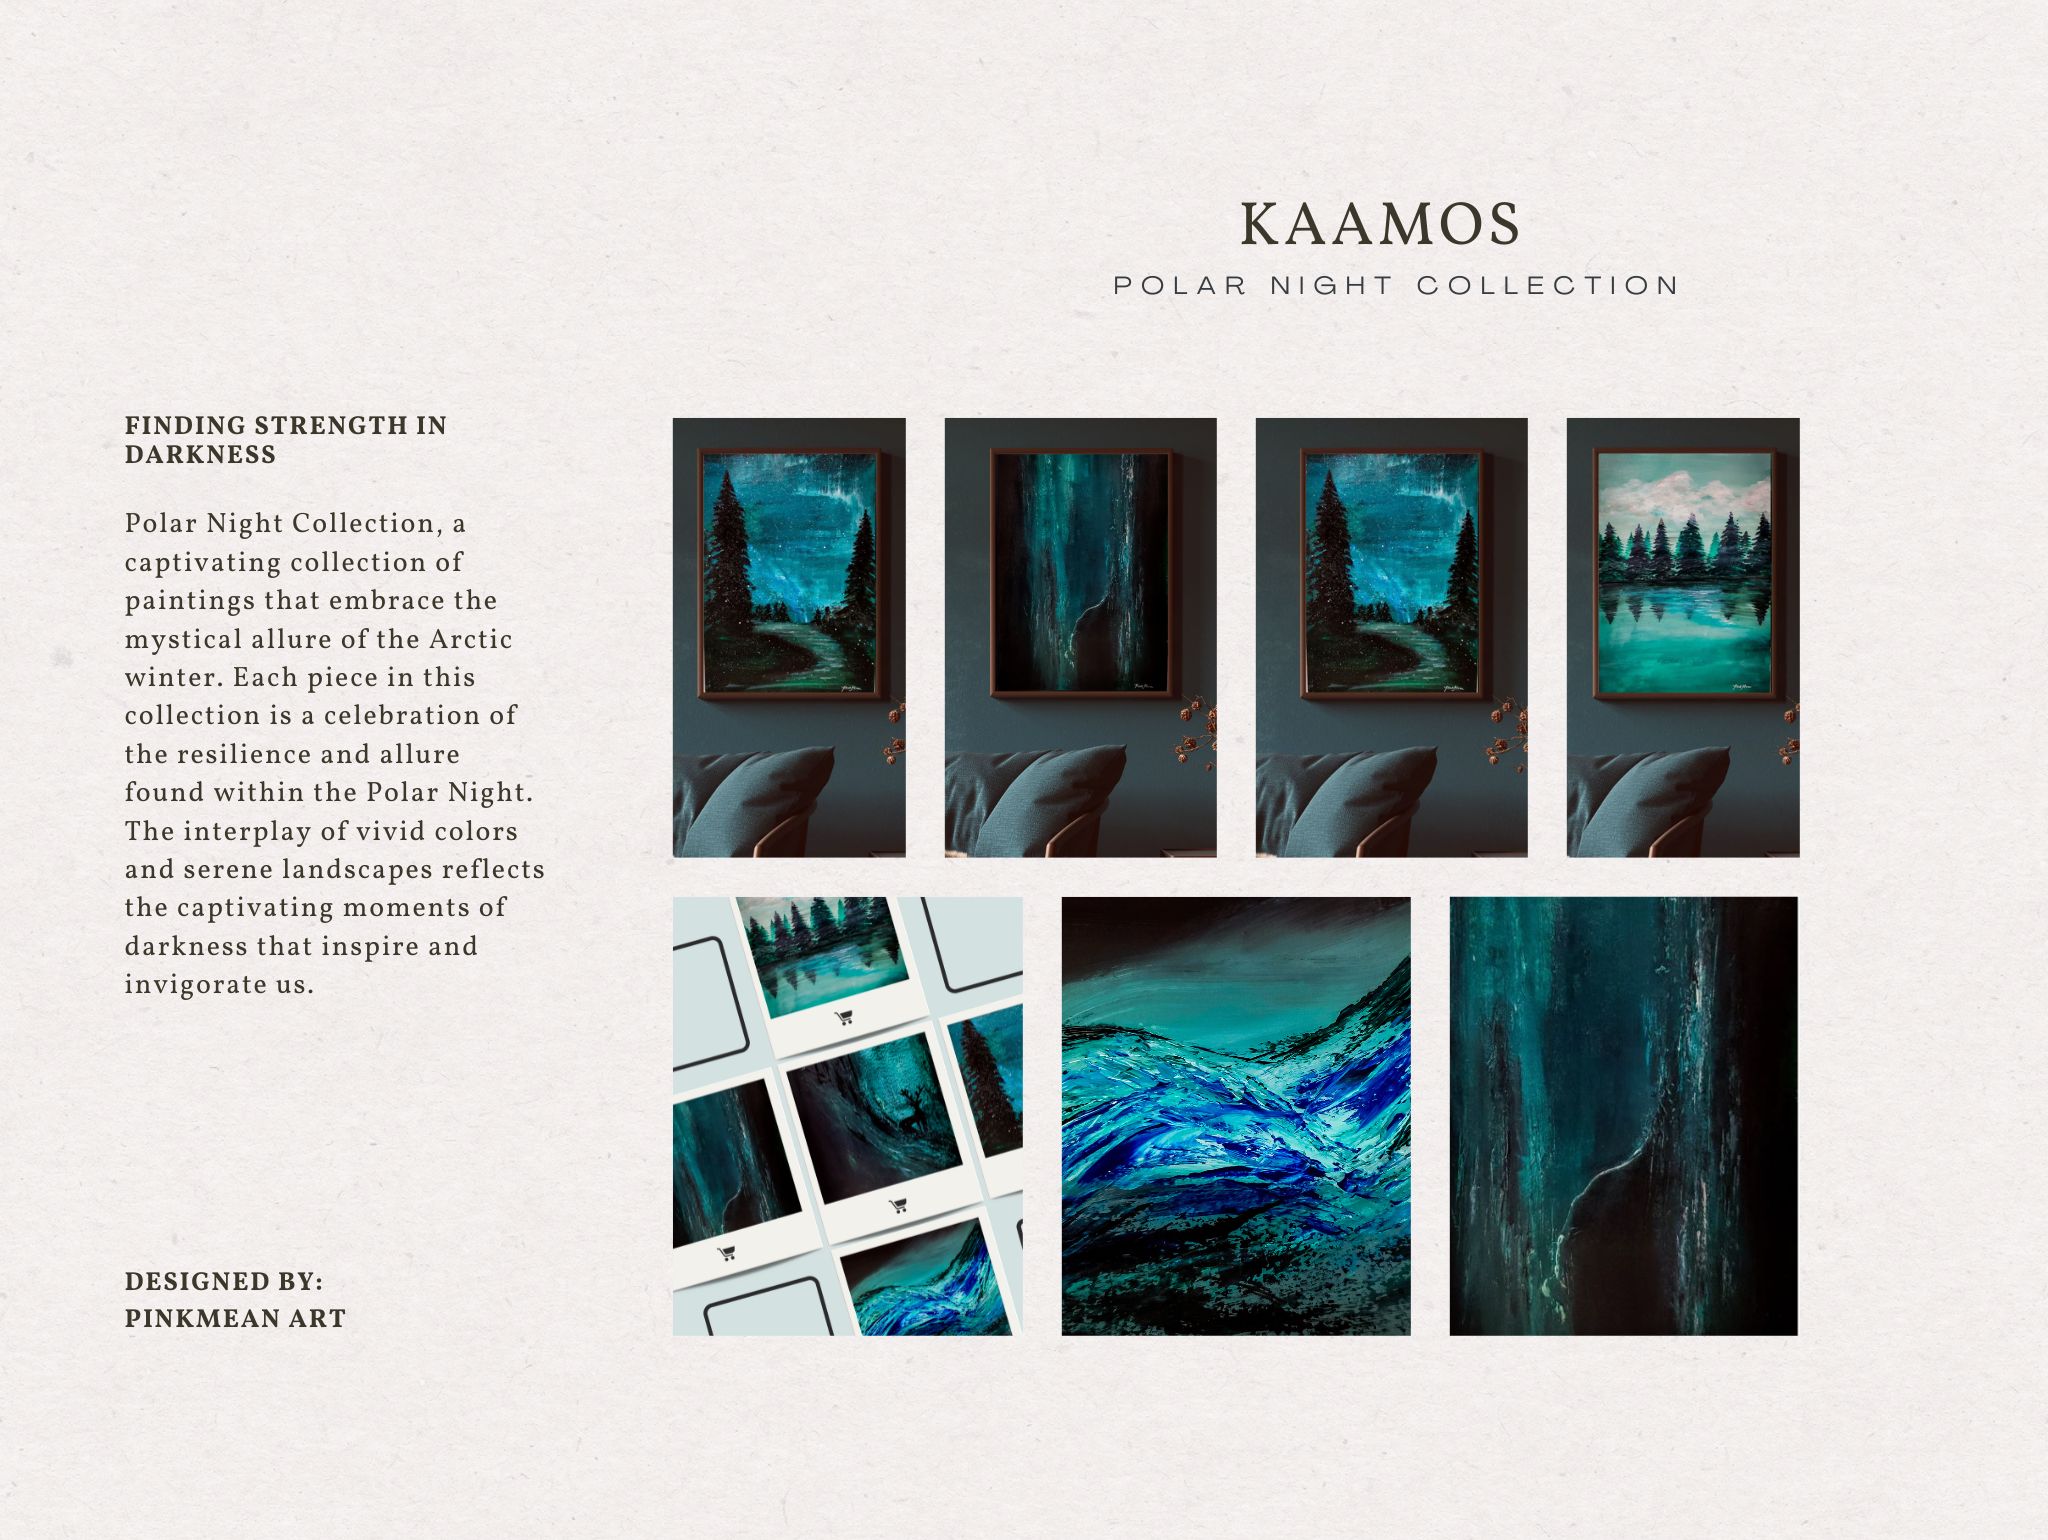 KAAMOS
POLAR NIGHT COLLECTION
FINDING STRENGTH IN
DARKNESS
Polar Night Collection, a
captivating collection of
paintings that embrace the
mystical allure of the Arctic
winter. Each piece in this
collection is a celebration of
the resilience and allure
found within the Polar Night.
The interplay of vivid colors
and serene landscapes reflects
the captivating moments of
darkness that inspire and
invigorate us.
DESIGNED BY:
PINKMEAN ART